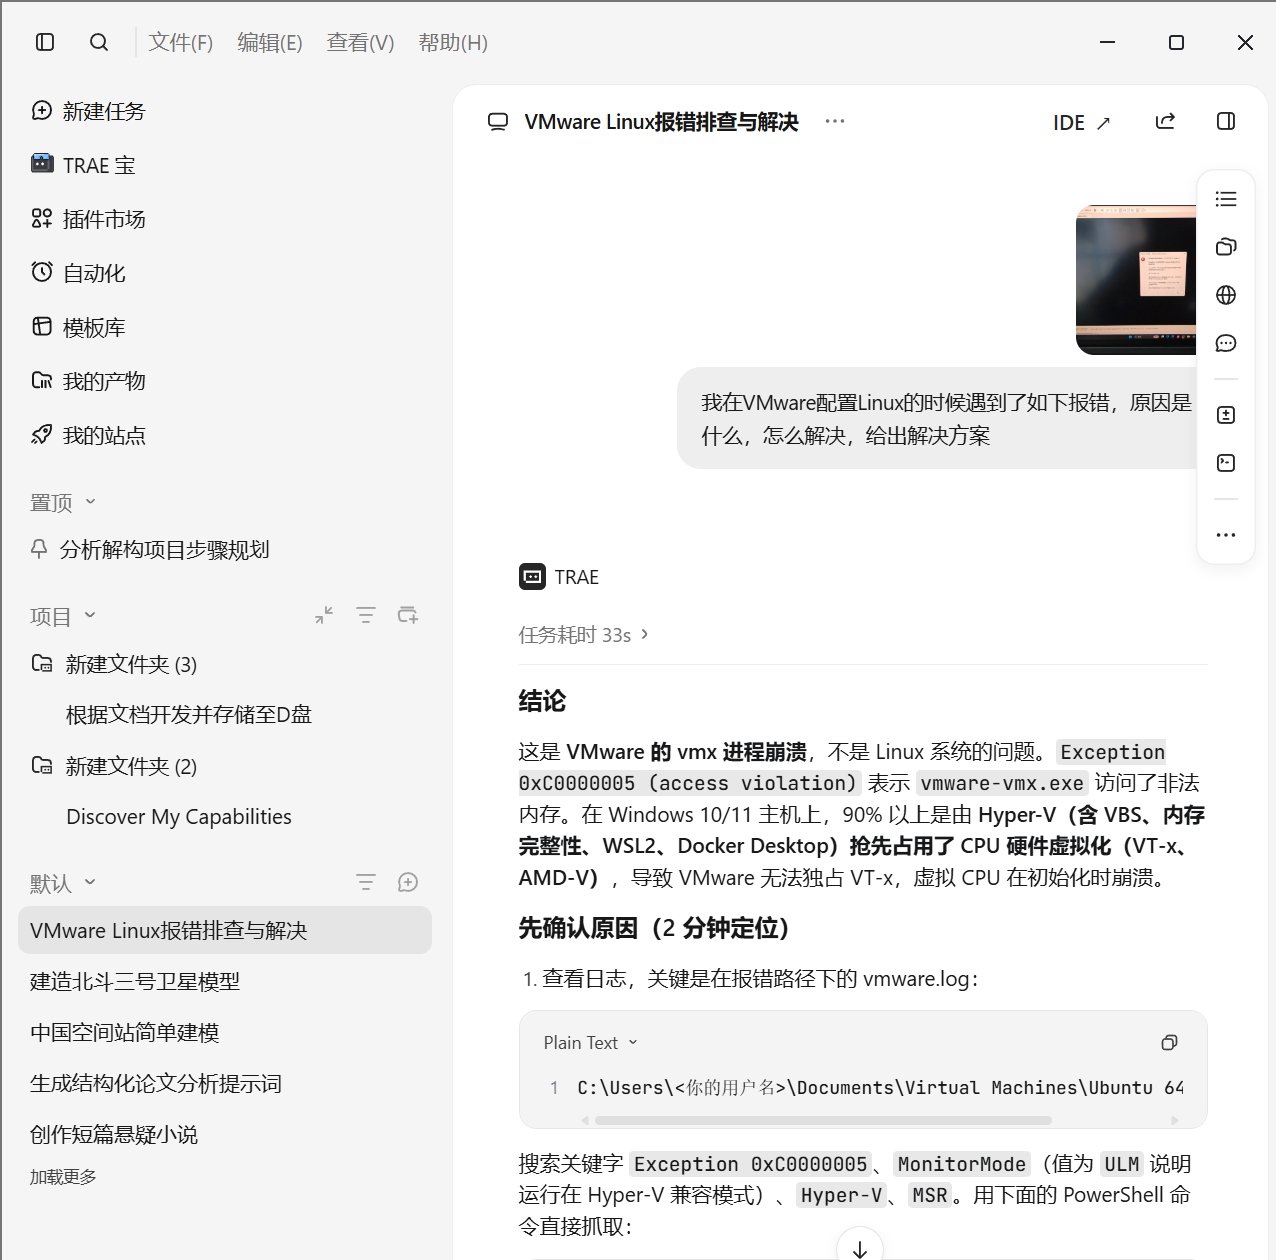 文件(F) 编辑(E) 查看(V) 帮助(H)
新建任务
TRAE 宝
插件市场
自动化
模板库
我的产物
我的站点
置顶
分析解构项目步骤规划
项目
新建文件夹 (3)
根据文档开发并存储至D盘
新建文件夹 (2)
Discover My Capabilities
默认
VMware Linux报错排查与解决
建造北斗三号卫星模型
中国空间站简单建模
生成结构化论文分析提示词
创作短篇悬疑小说
加载更多
VMware Linux报错排查与解决
IDE
我在VMware配置Linux的时候遇到了如下报错，原因是
什么，怎么解决，给出解决方案
TRAE
任务耗时 33s
结论
这是 VMware 的 vmx 进程崩溃，不是 Linux 系统的问题。Exception
0xC0000005 (access violation) 表示 vmware-vmx.exe 访问了非法
内存。在 Windows 10/11 主机上，90% 以上是由 Hyper-V（含 VBS、内存
完整性、WSL2、Docker Desktop）抢先占用了 CPU 硬件虚拟化（VT-x、
AMD-V），导致 VMware 无法独占 VT-x，虚拟 CPU 在初始化时崩溃。
先确认原因（2 分钟定位）
1. 查看日志，关键是在报错路径下的 vmware.log：
Plain Text
1 C:\Users\<你的用户名>\Documents\Virtual Machines\Ubuntu 64
搜索关键字 Exception 0xC0000005、MonitorMode（值为 ULM 说明
运行在 Hyper-V 兼容模式）、Hyper-V、MSR。用下面的 PowerShell 命
令直接抓取：